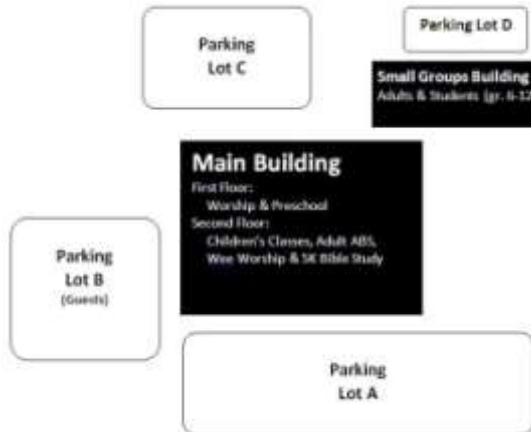 Parking
Lot C
Parking Lot D
Small Groups Building
Adults & Students (gr. 6-12
Main Building
First Floor:
Worship & Preschool
Second Floor:
Children's Classes, Adult ABS,
Wee Worship & SK Bible Study
Parking
Lot B
(Guests)
Parking
Lot A